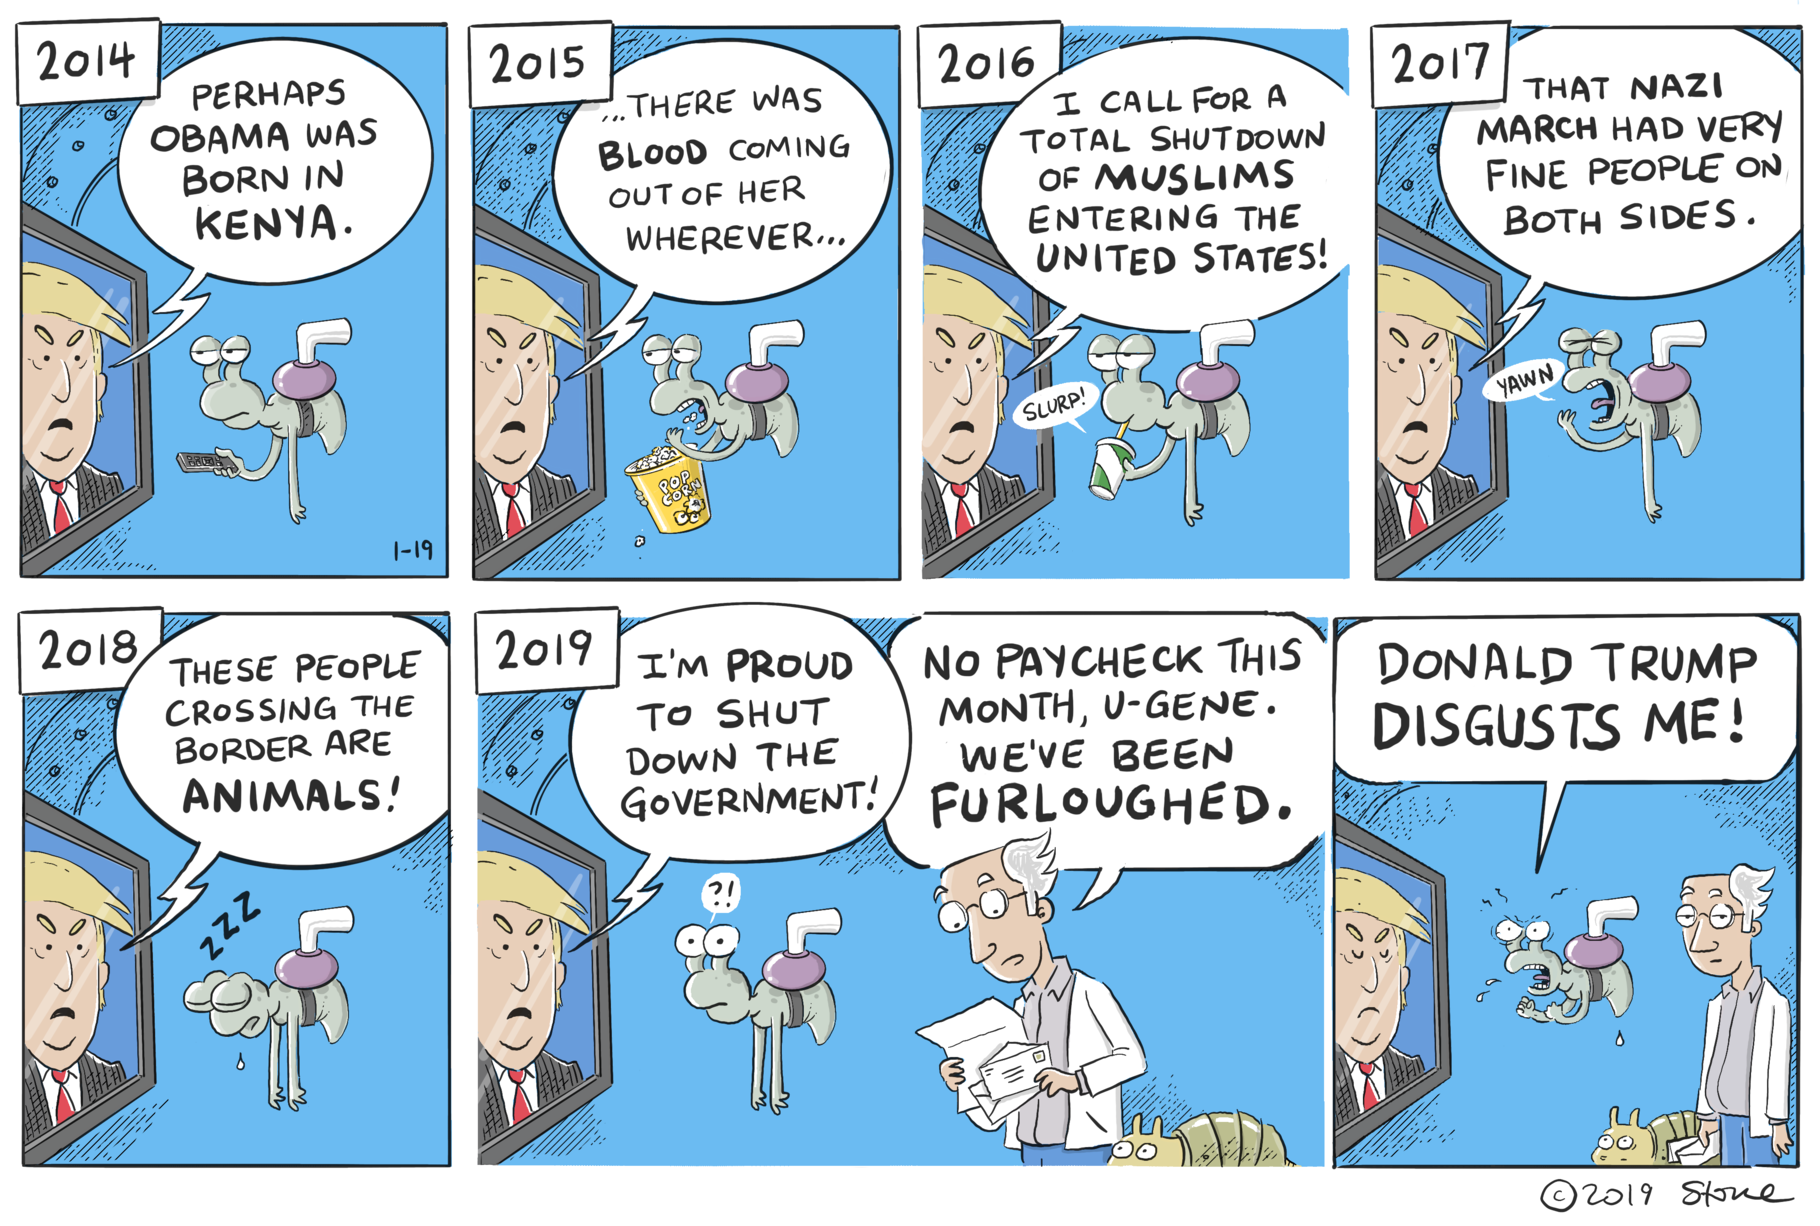 2014
PERHAPS
OBAMA WAS
BORN IN
KENYA.
1-19
2015
...THERE WAS
BLOOD COMING
OUT OF HER
WHEREVER...
POP
CORN
2016
I CALL FOR A
TOTAL SHUTDOWN
OF MUSLIMS
ENTERING THE
UNITED STATES!
SLURP!
2017
THAT NAZI
MARCH HAD VERY
FINE PEOPLE ON
BOTH SIDES.
YAWN
2018
THESE PEOPLE
CROSSING THE
BORDER ARE
ANIMALS!
ZZZ
2019
I'M PROUD
TO SHUT
DOWN THE
GOVERNMENT!
?!
NO PAYCHECK THIS
MONTH, U-GENE.
WE'VE BEEN
FURLOUGHED.
DONALD TRUMP
DISGUSTS ME!
©2019 Stone